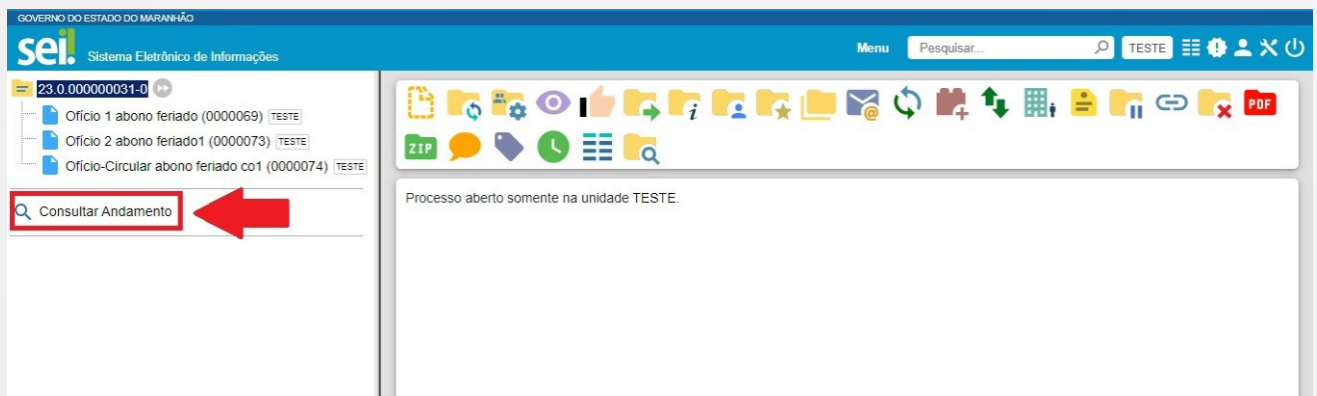 GOVERNO DO ESTADO DO MARANHÃO
sei! Sistema Eletrônico de Informações
Menu Pesquisar... TESTE
23.0.000000031-0
Ofício 1 abono feriado (0000069) TESTE
Ofício 2 abono feriado1 (0000073) TESTE
Ofício-Circular abono feriado co1 (0000074) TESTE
Consultar Andamento
i @ PDF
ZIP
Processo aberto somente na unidade TESTE.